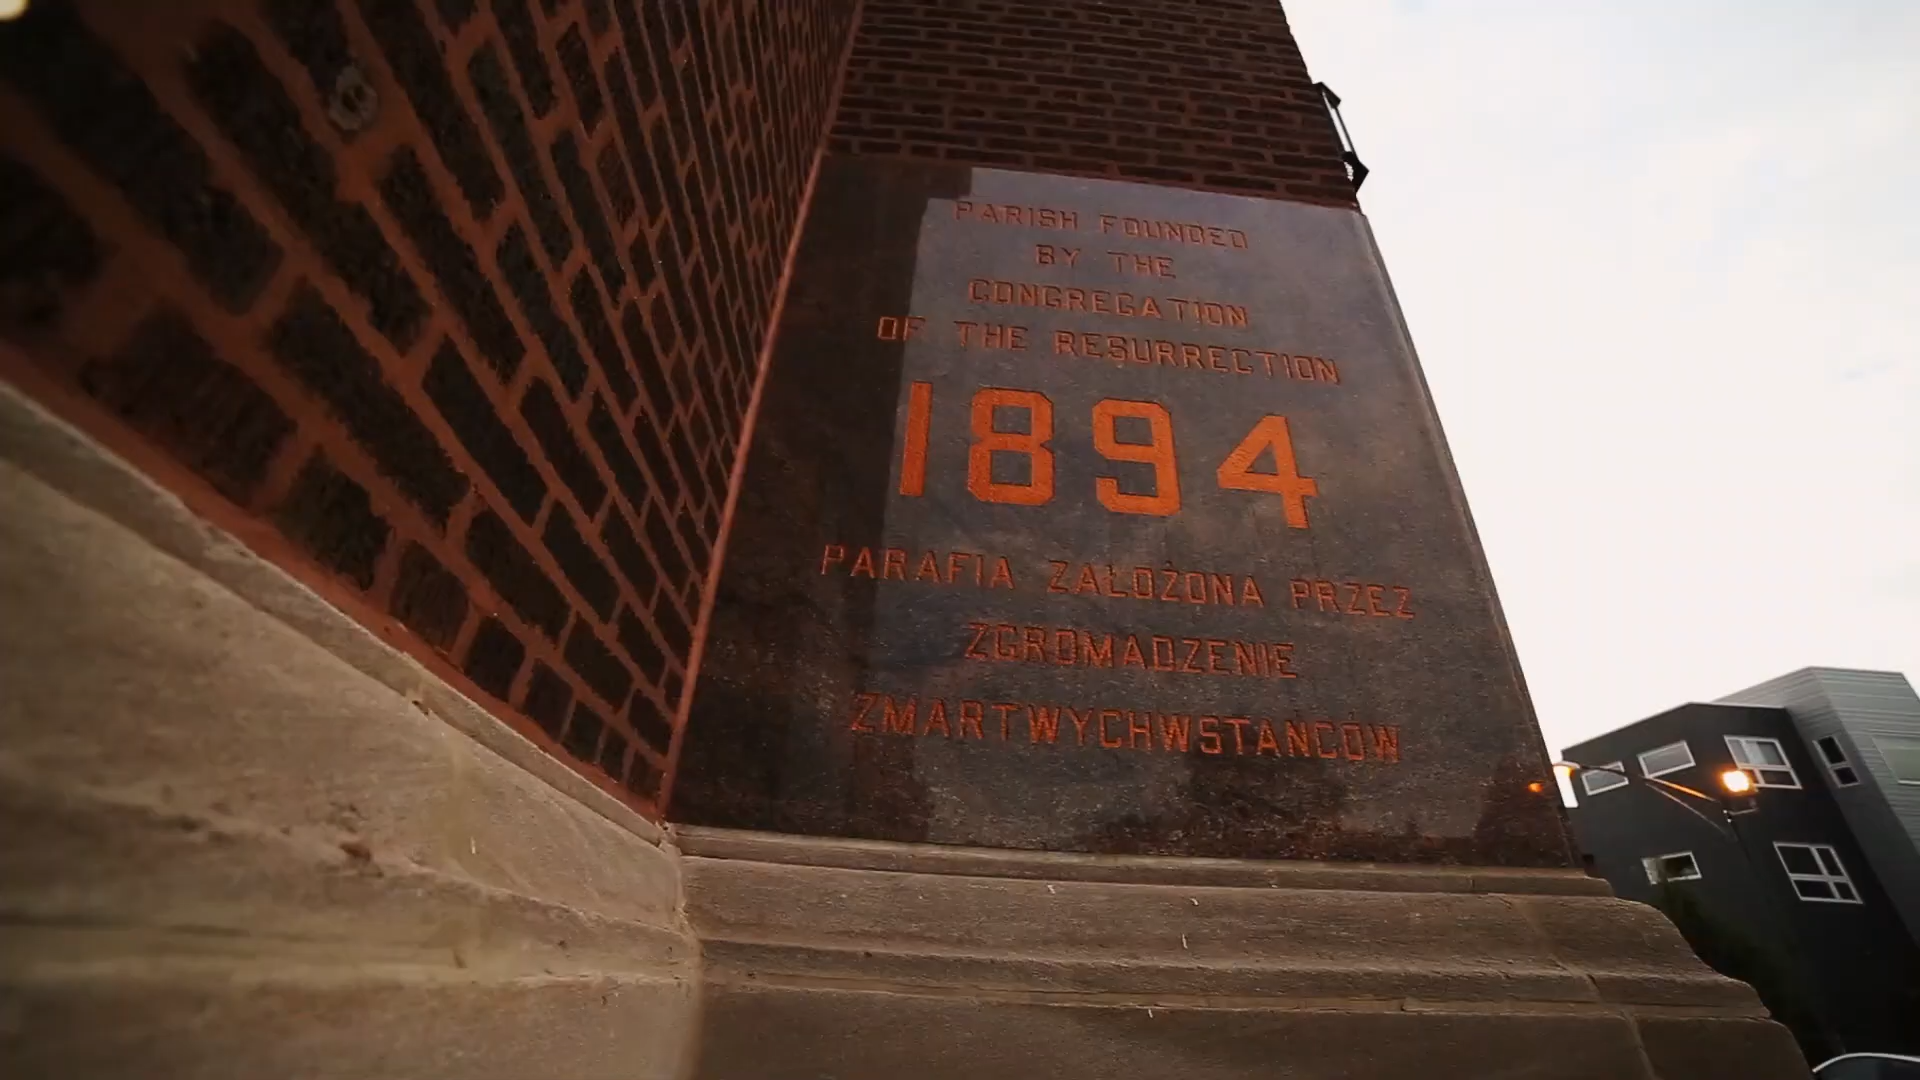 PARISH FOUNDED
BY THE
CONGREGATION
OF THE RESURRECTION
1894
PARAFIA ZAŁOŻONA PRZEZ
ZGROMADZENIE
ZMARTWYCHWSTAŃCÓW